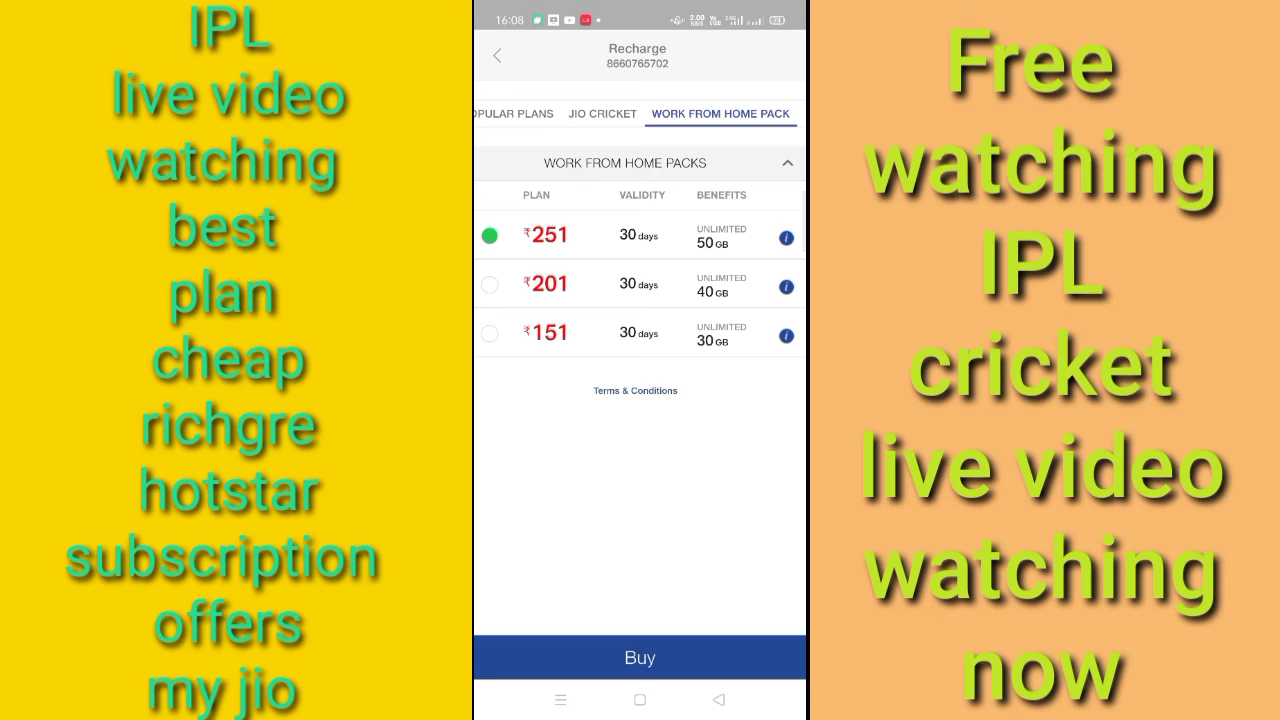 IPL
live video
watching
best
plan
cheap
richgre
hotstar
subscription
offers
my jio
16:08
Recharge
8660765702
OPULAR PLANS JIO CRICKET WORK FROM HOME PACK
WORK FROM HOME PACKS
PLAN VALIDITY BENEFITS
₹251 30 days UNLIMITED 50 GB
₹201 30 days UNLIMITED 40 GB
₹151 30 days UNLIMITED 30 GB
Terms & Conditions
Buy
Free
watching
IPL
cricket
live video
watching
now